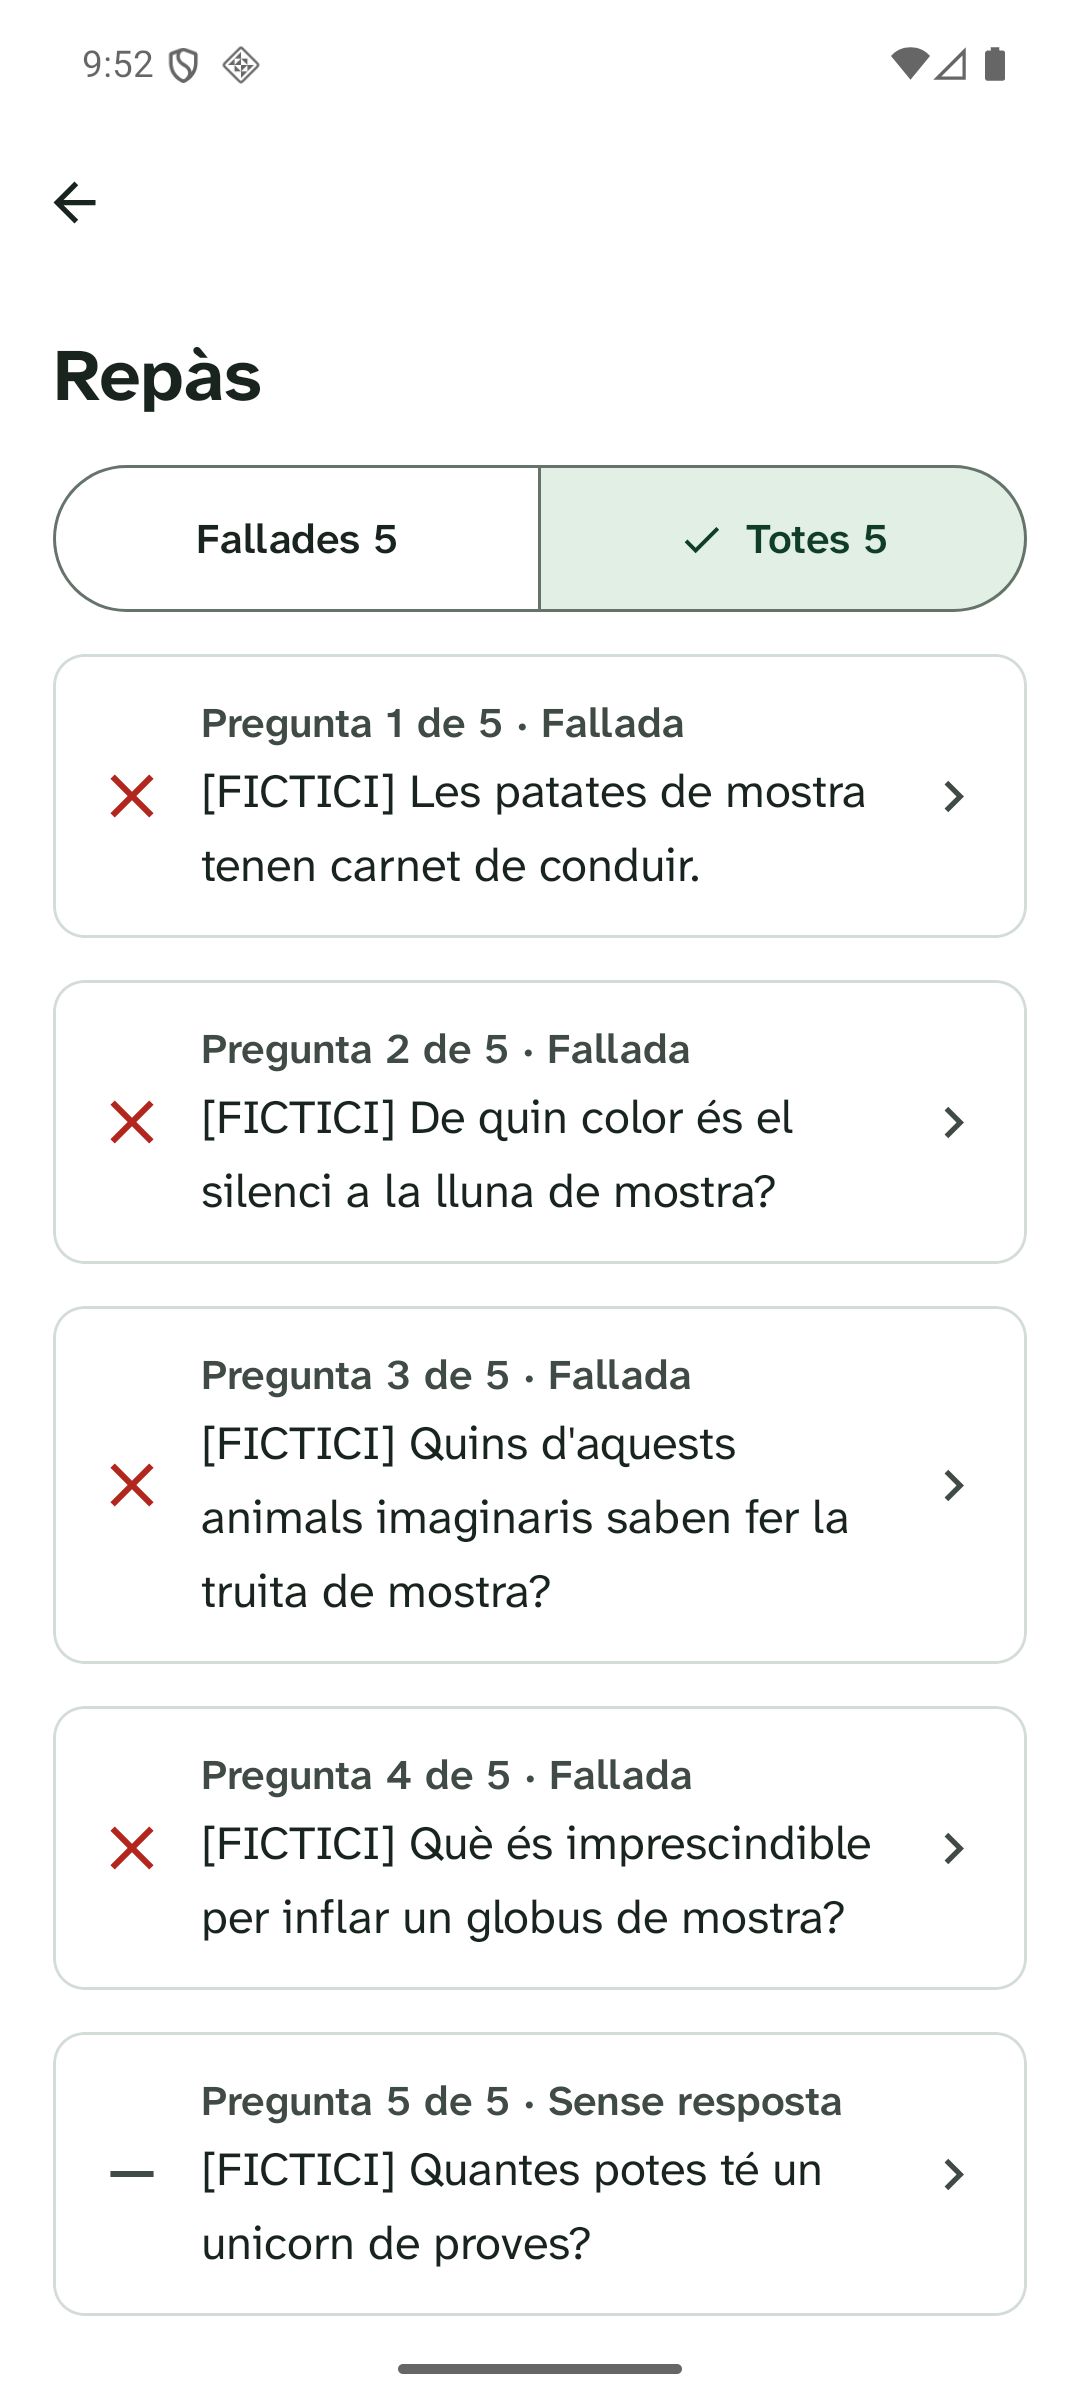 9:52
Repàs
Fallades 5
Totes 5
Pregunta 1 de 5 · Fallada
[FICTICI] Les patates de mostra
tenen carnet de conduir.
Pregunta 2 de 5 · Fallada
[FICTICI] De quin color és el
silenci a la lluna de mostra?
Pregunta 3 de 5 · Fallada
[FICTICI] Quins d'aquests
animals imaginaris saben fer la
truita de mostra?
Pregunta 4 de 5 · Fallada
[FICTICI] Què és imprescindible
per inflar un globus de mostra?
Pregunta 5 de 5 · Sense resposta
[FICTICI] Quantes potes té un
unicorn de proves?